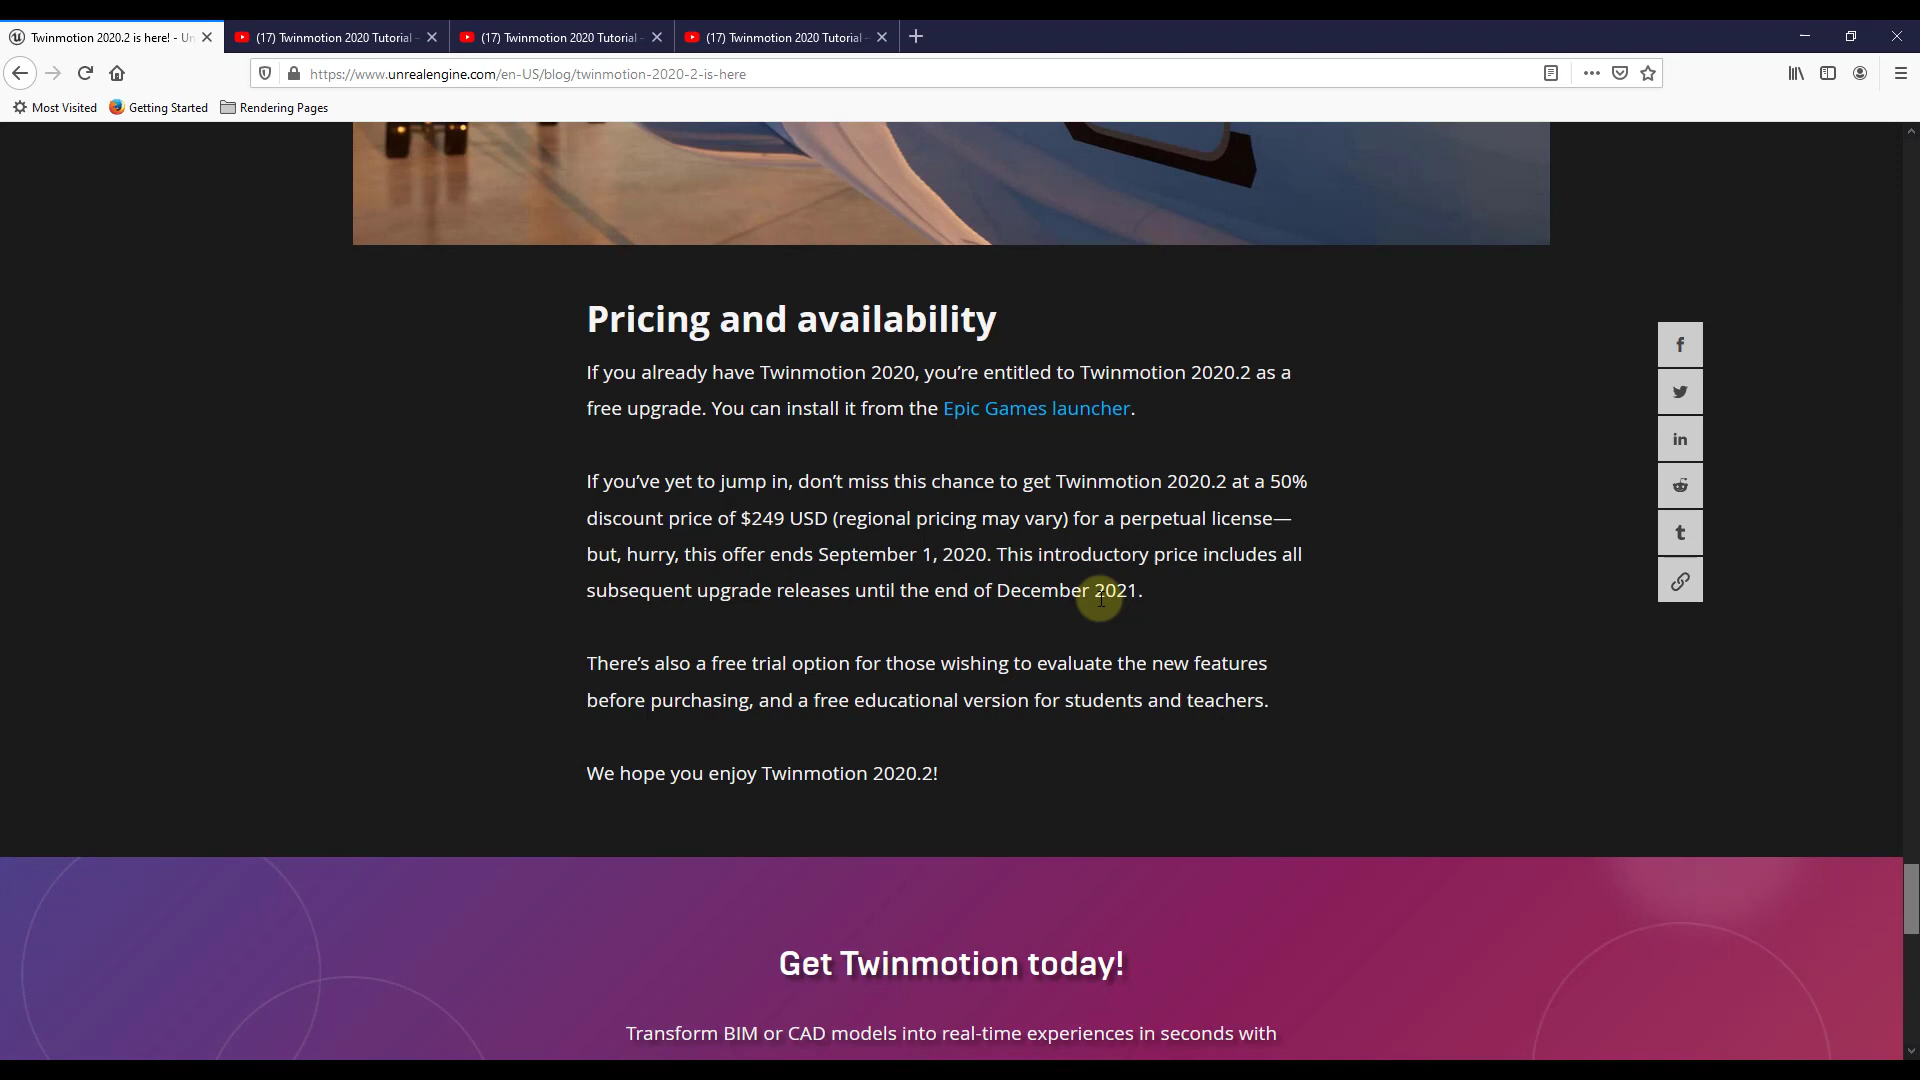 Twinmotion 2020.2 is here! - Un
(17) Twinmotion 2020 Tutorial -
(17) Twinmotion 2020 Tutorial -
(17) Twinmotion 2020 Tutorial -
https://www.unrealengine.com/en-US/blog/twinmotion-2020-2-is-here
Most Visited
Getting Started
Rendering Pages
Pricing and availability
If you already have Twinmotion 2020, you’re entitled to Twinmotion 2020.2 as a
free upgrade. You can install it from the Epic Games launcher.
If you’ve yet to jump in, don’t miss this chance to get Twinmotion 2020.2 at a 50%
discount price of $249 USD (regional pricing may vary) for a perpetual license—
but, hurry, this offer ends September 1, 2020. This introductory price includes all
subsequent upgrade releases until the end of December 2021.
There’s also a free trial option for those wishing to evaluate the new features
before purchasing, and a free educational version for students and teachers.
We hope you enjoy Twinmotion 2020.2!
Get Twinmotion today!
Transform BIM or CAD models into real-time experiences in seconds with